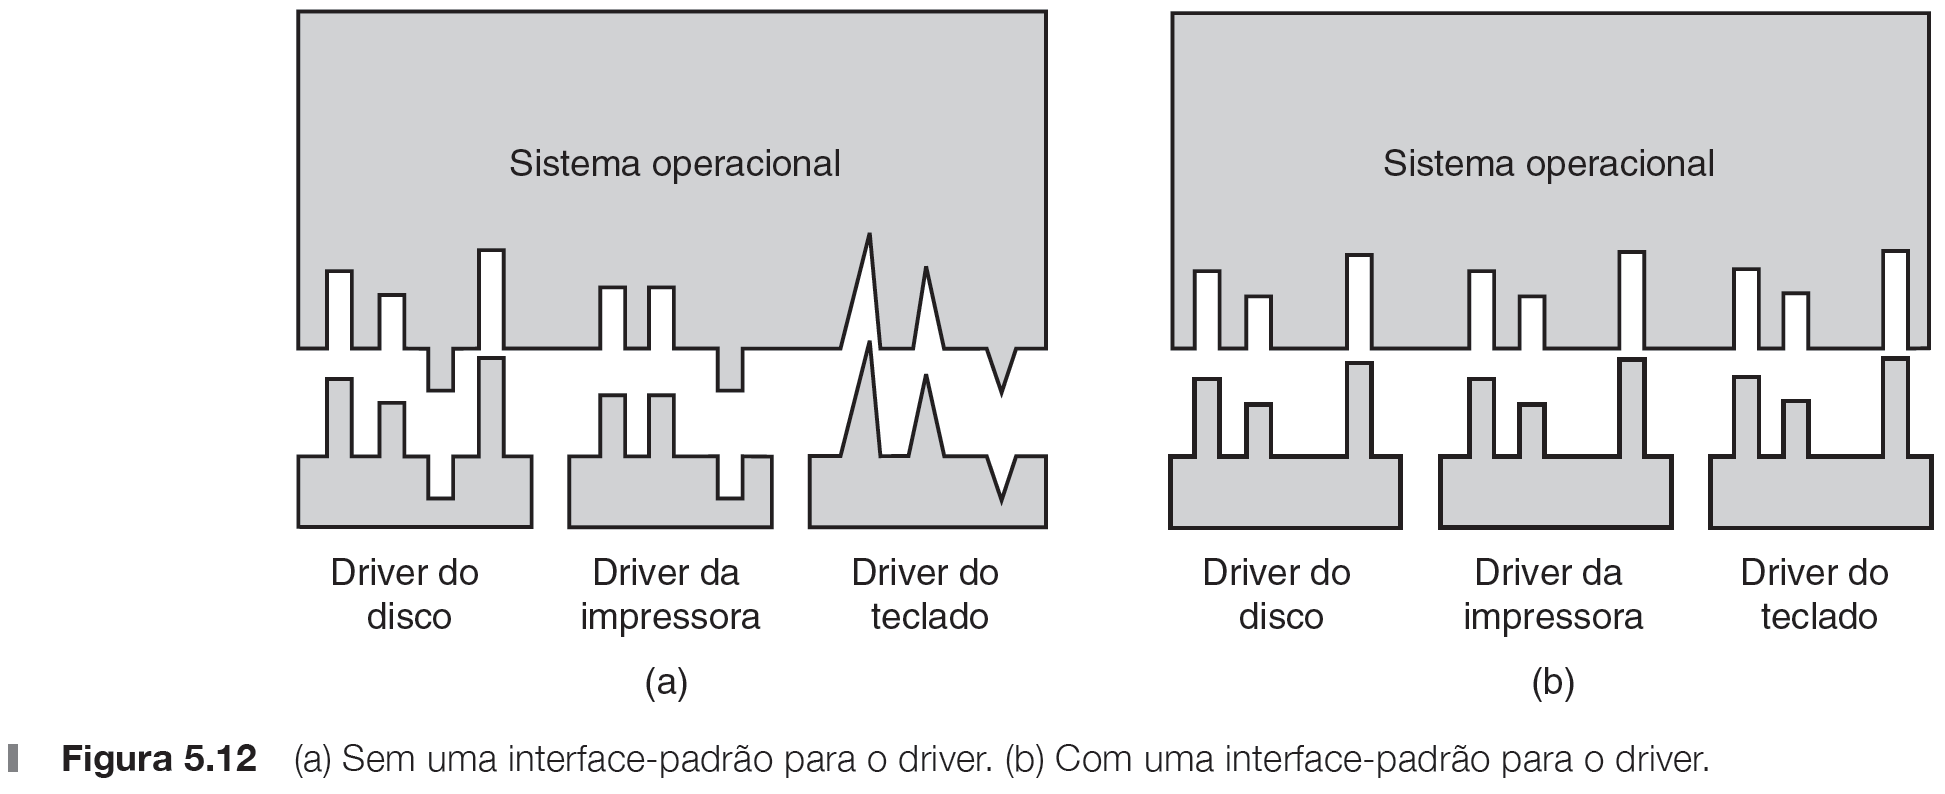 Sistema operacional
Driver do
disco
Driver da
impressora
Driver do
teclado
(a)
Sistema operacional
Driver do
disco
Driver da
impressora
Driver do
teclado
(b)
Figura 5.12 (a) Sem uma interface-padrão para o driver. (b) Com uma interface-padrão para o driver.